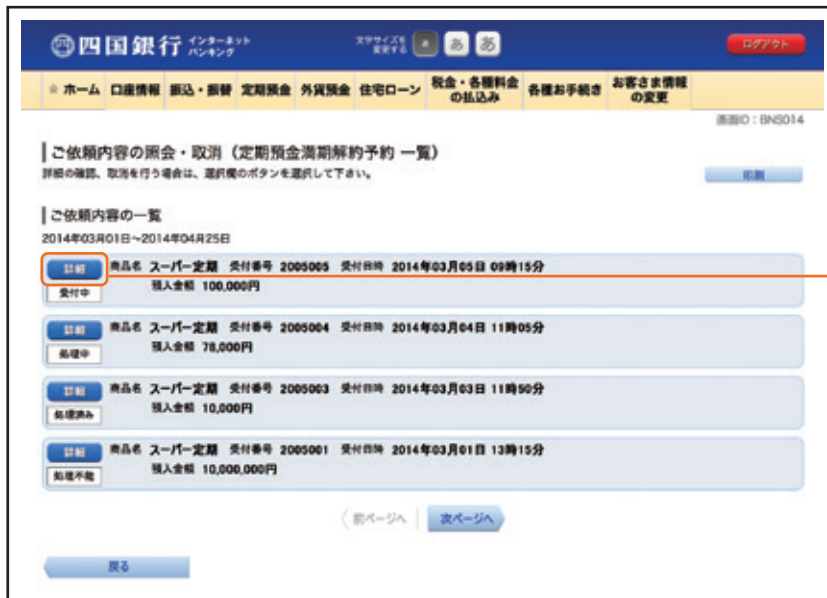 四国銀行 インターネットバンキング 文字サイズを変更する あ あ あ ログアウト
ホーム 口座情報 振込・振替 定期預金 外貨預金 住宅ローン 税金・各種料金の払込み 各種お手続き お客さま情報の変更
画面ID:BNS014
ご依頼内容の照会・取消(定期預金満期解約予約 一覧)
詳細の確認、取消を行う場合は、選択欄のボタンを選択して下さい。 印刷
ご依頼内容の一覧
2014年03月01日~2014年04月25日
詳細 商品名 スーパー定期 受付番号 2005005 受付日時 2014年03月05日 09時15分
受付中 預入金額 100,000円
詳細 商品名 スーパー定期 受付番号 2005004 受付日時 2014年03月04日 11時05分
処理中 預入金額 78,000円
詳細 商品名 スーパー定期 受付番号 2005003 受付日時 2014年03月03日 11時50分
処理済み 預入金額 10,000円
詳細 商品名 スーパー定期 受付番号 2005001 受付日時 2014年03月01日 13時15分
処理不能 預入金額 10,000,000円
前ページへ 次ページへ
戻る